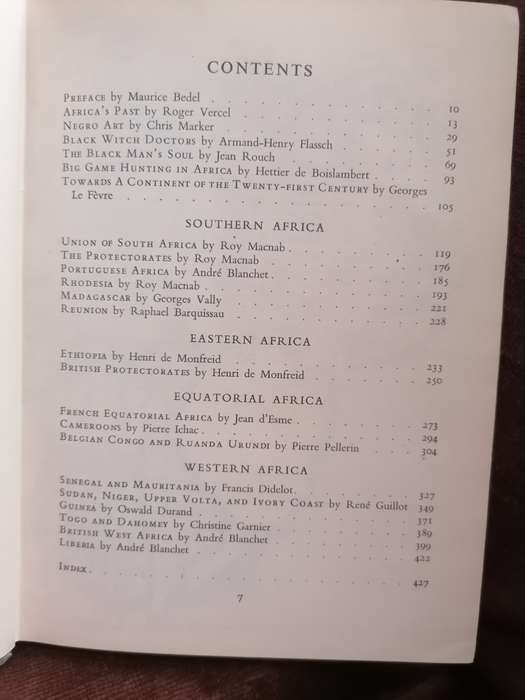 CONTENTS
PREFACE by Maurice Bedel . . . . . . . . . . 10
AFRICA'S PAST by Roger Vercel . . . . . . . . . . 13
NEGRO ART by Chris Marker . . . . . . . . . . 29
BLACK WITCH DOCTORS by Armand-Henry Flassch . . . . . 51
THE BLACK MAN'S SOUL by Jean Rouch . . . . . . . 69
BIG GAME HUNTING IN AFRICA by Hettier de Boislambert . . . . 93
TOWARDS A CONTINENT OF THE TWENTY-FIRST CENTURY by Georges
Le Fèvre . . . . . . . . . . . . 105
SOUTHERN AFRICA
UNION OF SOUTH AFRICA by Roy Macnab . . . . . . . 119
THE PROTECTORATES by Roy Macnab . . . . . . . 176
PORTUGUESE AFRICA by André Blanchet . . . . . . . 185
RHODESIA by Roy Macnab . . . . . . . . . 193
MADAGASCAR by Georges Vally . . . . . . . . 221
REUNION by Raphael Barquissau . . . . . . . . 228
EASTERN AFRICA
ETHIOPIA by Henri de Monfreid . . . . . . . . 233
BRITISH PROTECTORATES by Henri de Monfreid . . . . . 250
EQUATORIAL AFRICA
FRENCH EQUATORIAL AFRICA by Jean d'Esme . . . . . . 273
CAMEROONS by Pierre Ichac . . . . . . . . . 294
BELGIAN CONGO AND RUANDA URUNDI by Pierre Pellerin . . . . 304
WESTERN AFRICA
SENEGAL AND MAURITANIA by Francis Didelot . . . . . . 327
SUDAN, NIGER, UPPER VOLTA, AND IVORY COAST by René Guillot 349
GUINEA by Oswald Durand . . . . . . . . . 371
TOGO AND DAHOMEY by Christine Garnier . . . . . . 389
BRITISH WEST AFRICA by André Blanchet . . . . . . 399
LIBERIA by André Blanchet . . . . . . . . . 422
INDEX . . . . . . . . . . . . . 427
7